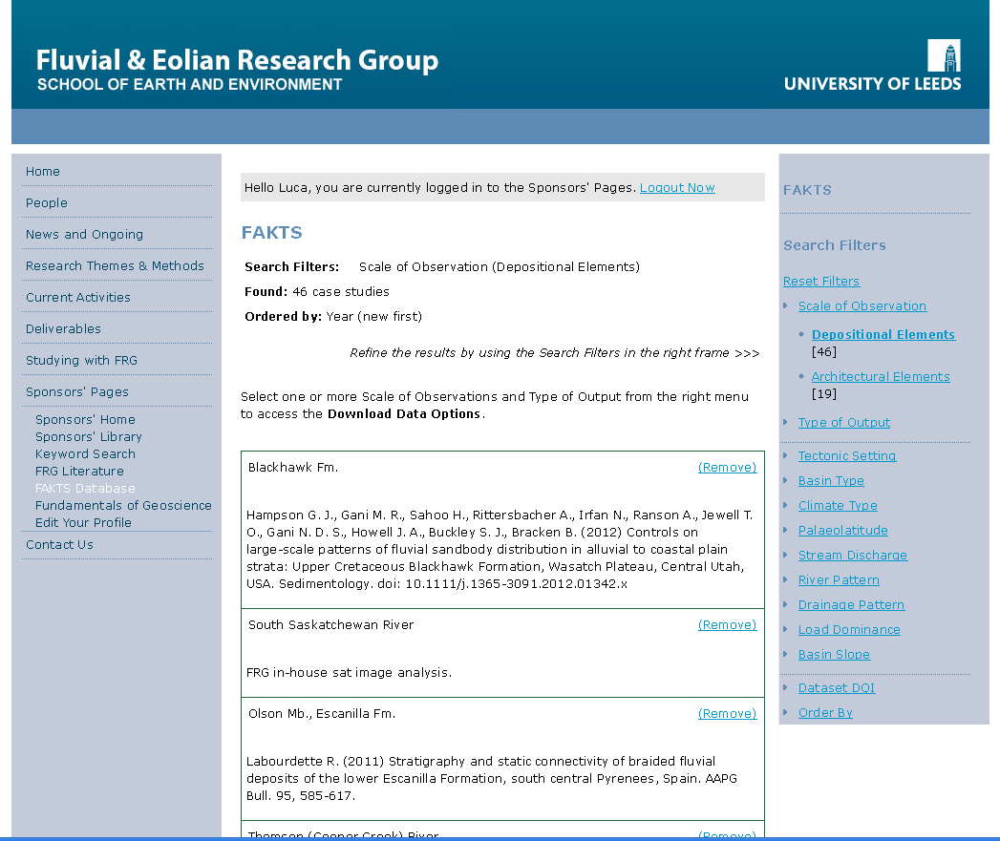 Fluvial & Eolian Research Group
SCHOOL OF EARTH AND ENVIRONMENT
UNIVERSITY OF LEEDS
Home
People
News and Ongoing
Research Themes & Methods
Current Activities
Deliverables
Studying with FRG
Sponsors' Pages
Sponsors' Home
Sponsors' Library
Keyword Search
FRG Literature
FAKTS Database
Fundamentals of Geoscience
Edit Your Profile
Contact Us
Hello Luca, you are currently logged in to the Sponsors' Pages. Logout Now
FAKTS
Search Filters: Scale of Observation (Depositional Elements)
Found: 46 case studies
Ordered by: Year (new first)
Refine the results by using the Search Filters in the right frame >>>
Select one or more Scale of Observations and Type of Output from the right menu
to access the Download Data Options.
Blackhawk Fm. (Remove)
Hampson G. J., Gani M. R., Sahoo H., Rittersbacher A., Irfan N., Ranson A., Jewell T.
O., Gani N. D. S., Howell J. A., Buckley S. J., Bracken B. (2012) Controls on
large-scale patterns of fluvial sandbody distribution in alluvial to coastal plain
strata: Upper Cretaceous Blackhawk Formation, Wasatch Plateau, Central Utah,
USA. Sedimentology. doi: 10.1111/j.1365-3091.2012.01342.x
South Saskatchewan River (Remove)
FRG in-house sat image analysis.
Olson Mb., Escanilla Fm. (Remove)
Labourdette R. (2011) Stratigraphy and static connectivity of braided fluvial
deposits of the lower Escanilla Formation, south central Pyrenees, Spain. AAPG
Bull. 95, 585-617.
Thomson (Cooper Creek) River (Remove)
FAKTS
Search Filters
Reset Filters
Scale of Observation
Depositional Elements
[46]
Architectural Elements
[19]
Type of Output
Tectonic Setting
Basin Type
Climate Type
Palaeolatitude
Stream Discharge
River Pattern
Drainage Pattern
Load Dominance
Basin Slope
Dataset DQI
Order By